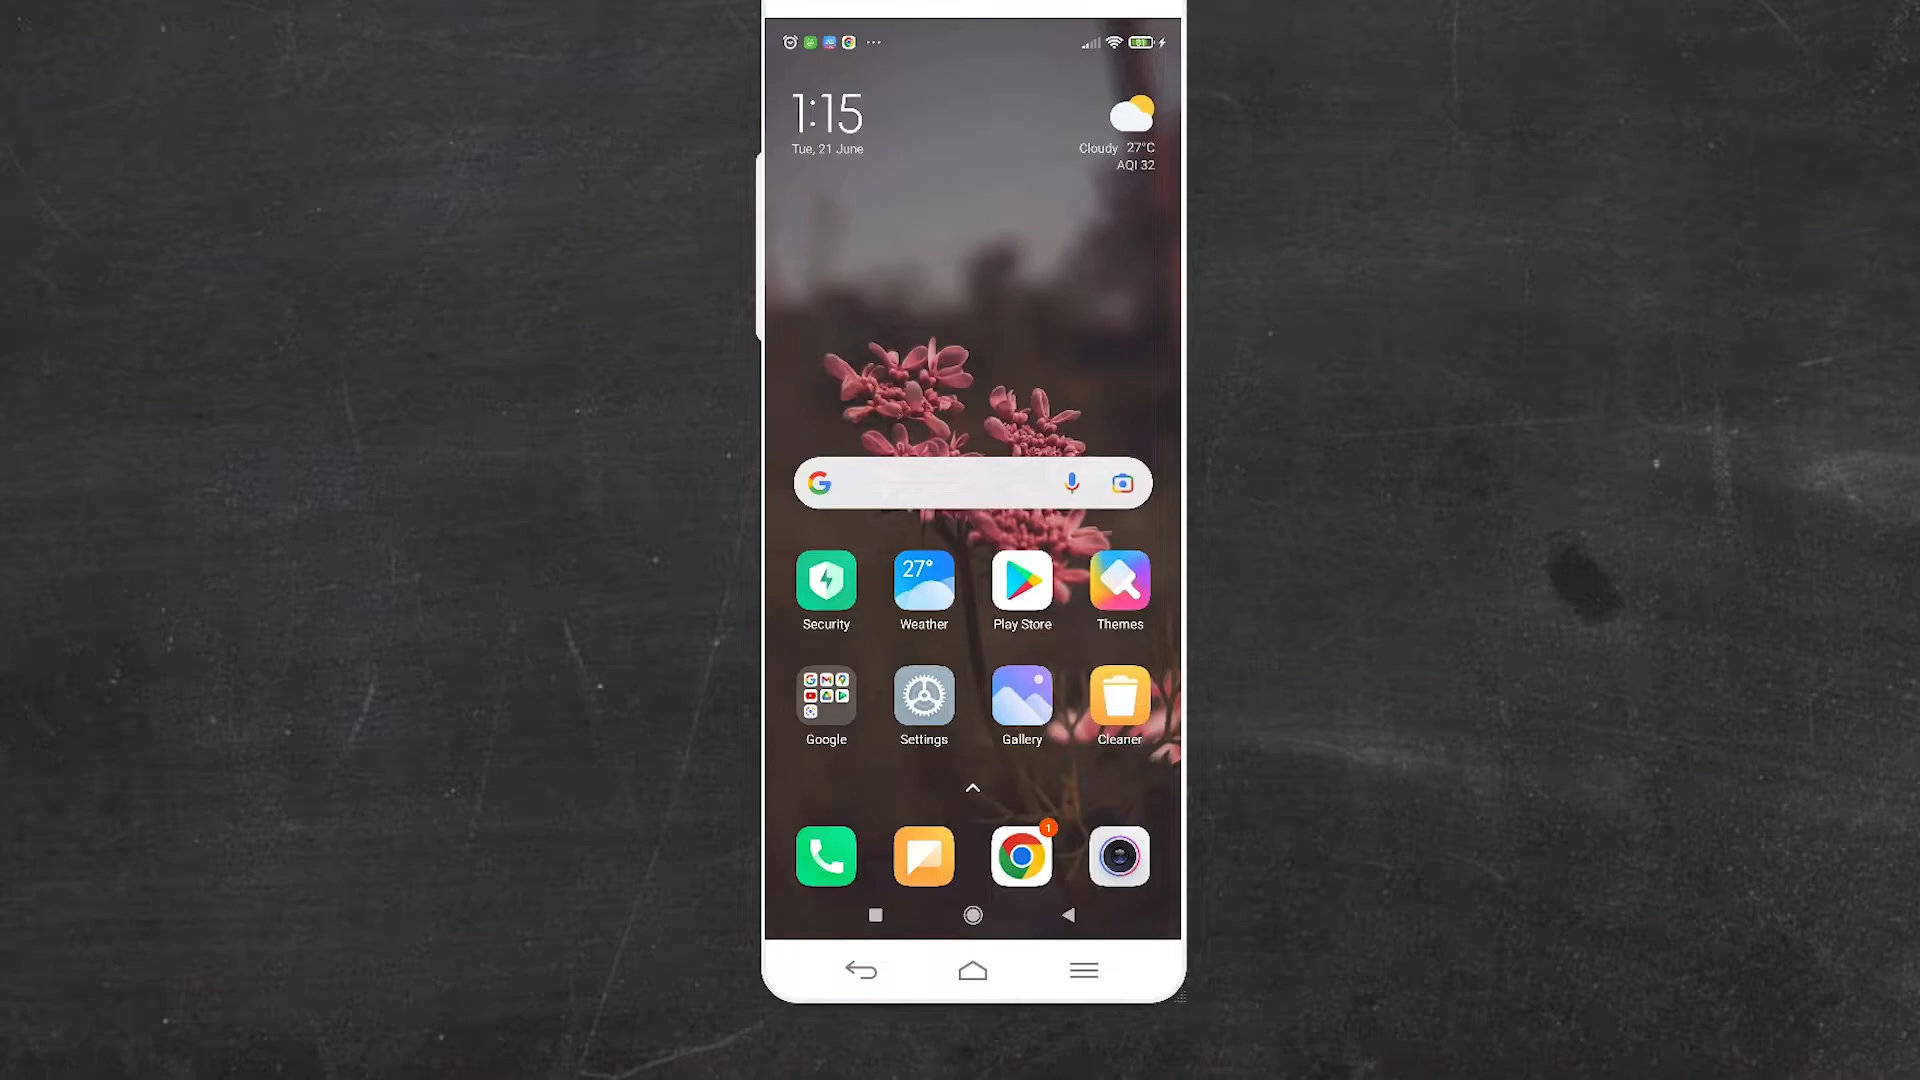 1:15
Tue, 21 June
Cloudy 27°C
AQI 32
27°
Security
Weather
Play Store
Themes
Google
Settings
Gallery
Cleaner
1